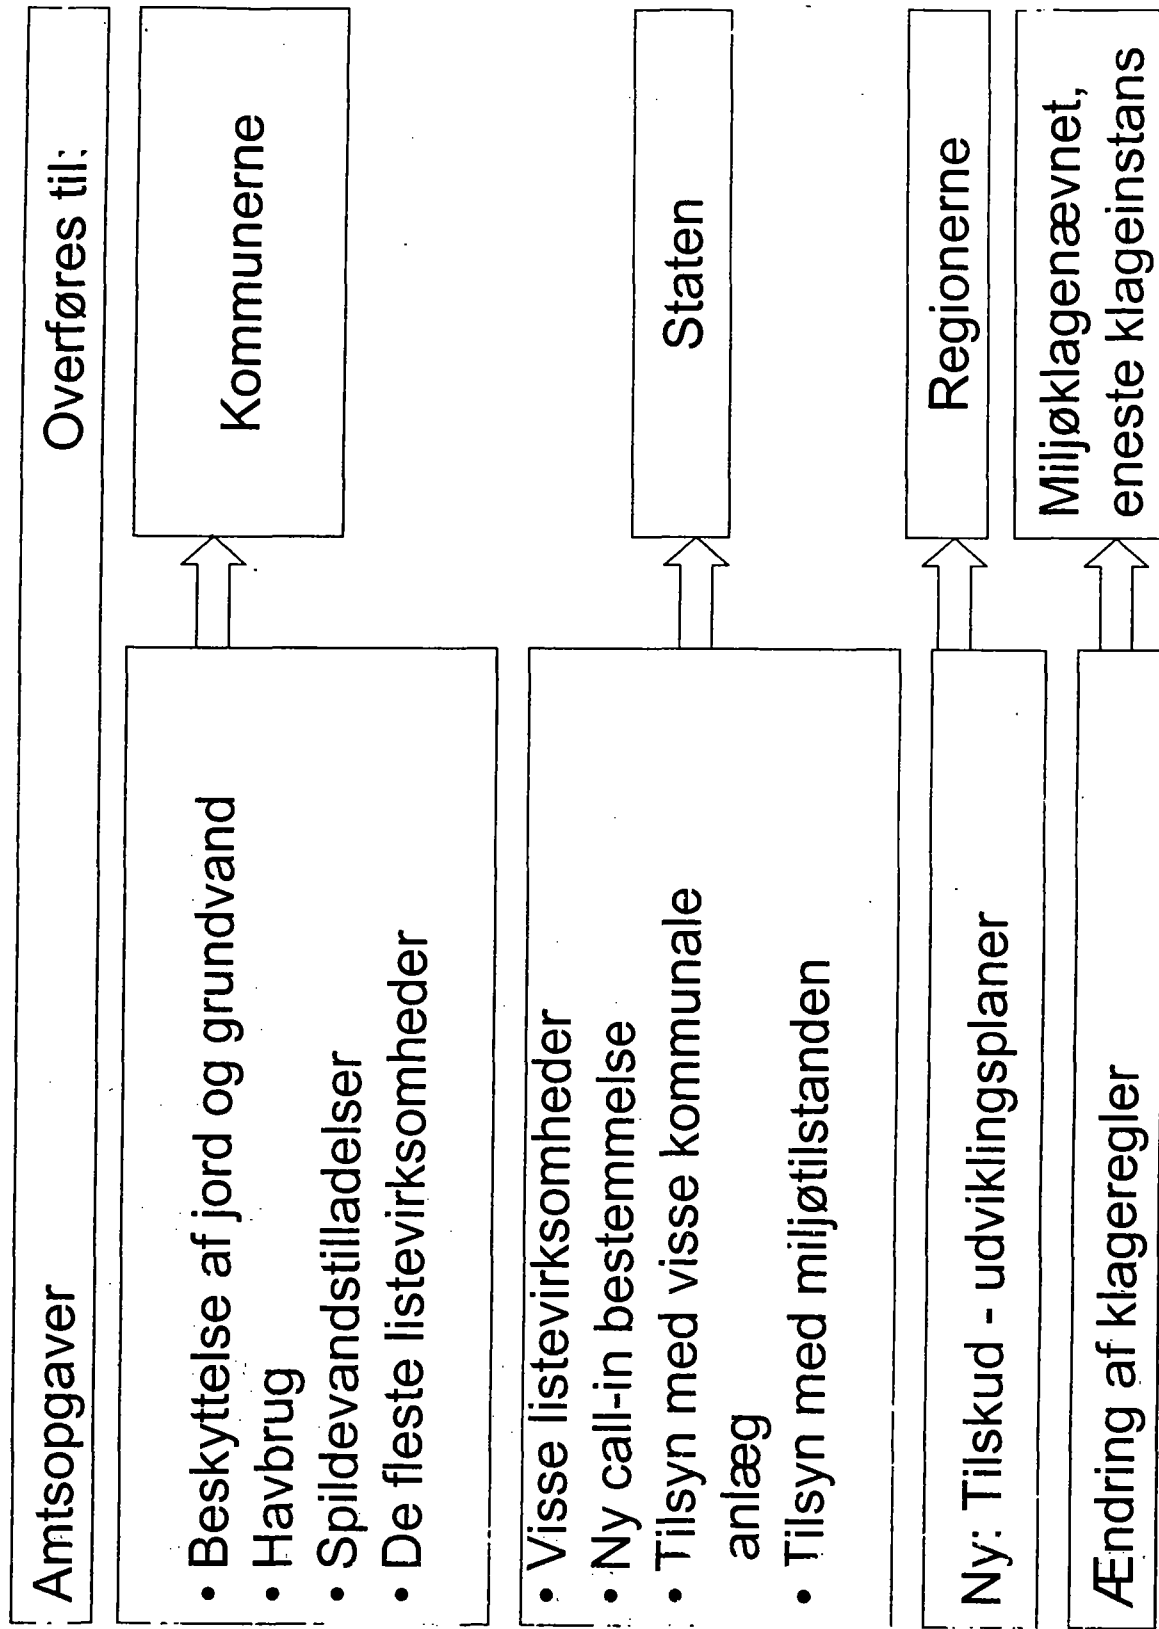 Amtsopgaver
Overføres til:
• Beskyttelse af jord og grundvand
• Havbrug
• Spildevandstilladelser
• De fleste listevirksomheder
Kommunerne
• Visse listevirksomheder
• Ny call-in bestemmelse
• Tilsyn med visse kommunale
anlæg
• Tilsyn med miljøtilstanden
Staten
Ny: Tilskud - udviklingsplaner
Regionerne
Ændring af klageregler
Miljøklagenævnet,
eneste klageinstans